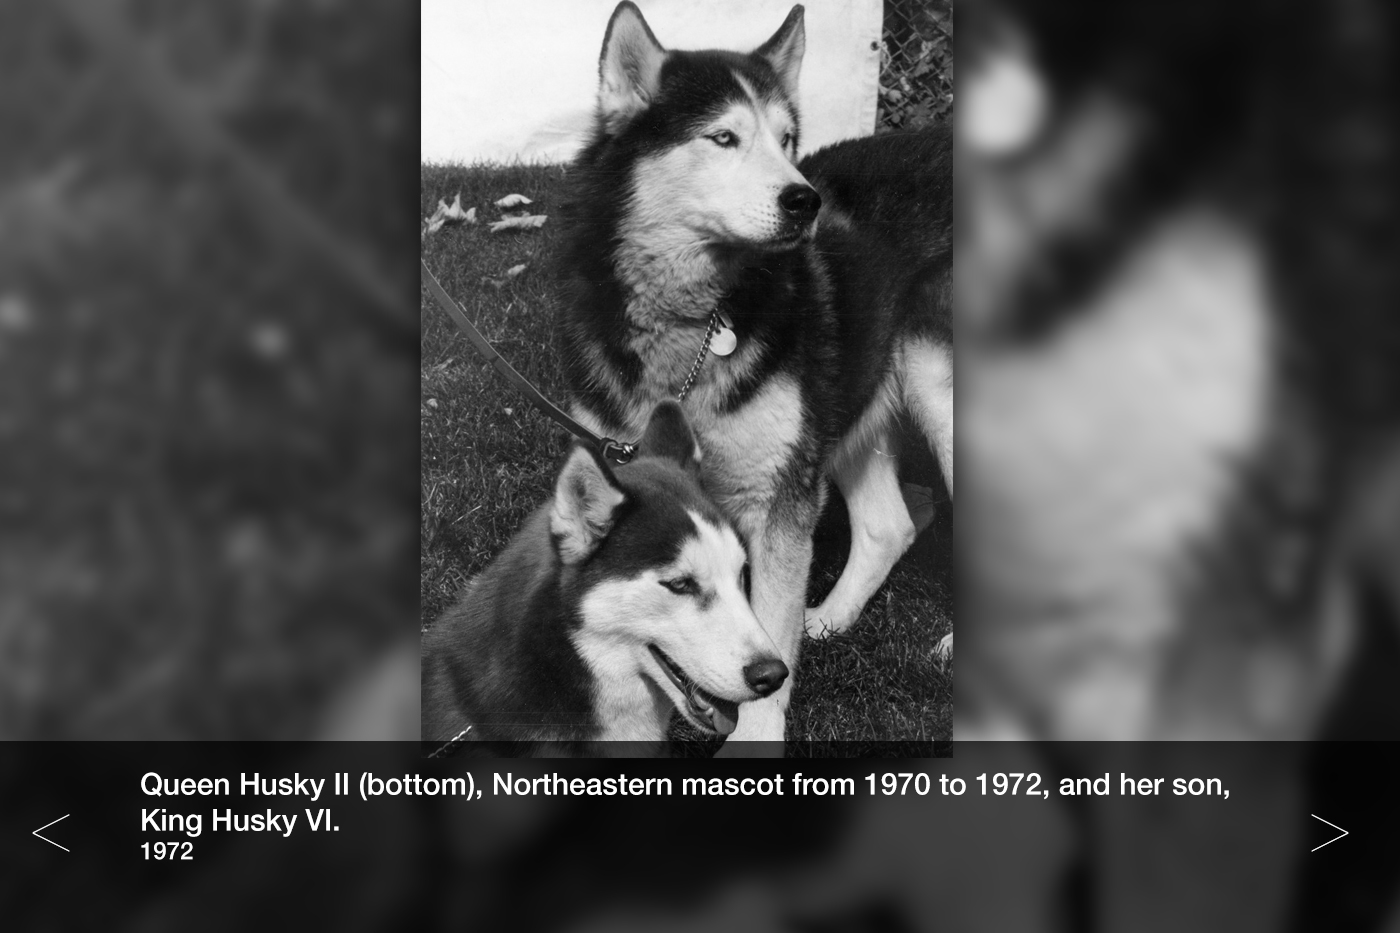 Queen Husky II (bottom), Northeastern mascot from 1970 to 1972, and her son,
King Husky VI.
1972